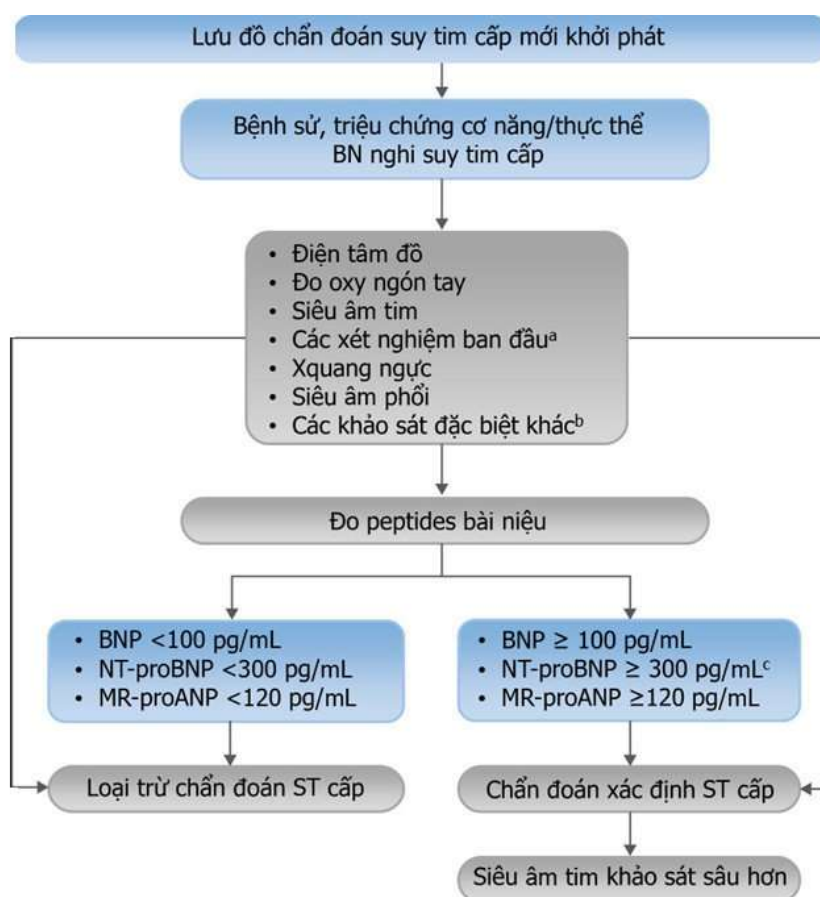 Lưu đồ chẩn đoán suy tim cấp mới khởi phát
Bệnh sử, triệu chứng cơ năng/thực thể
BN nghi suy tim cấp
• Điện tâm đồ
• Đo oxy ngón tay
• Siêu âm tim
• Các xét nghiệm ban đầuᵃ
• Xquang ngực
• Siêu âm phổi
• Các khảo sát đặc biệt khácᵇ
Đo peptides bài niệu
• BNP <100 pg/mL
• NT-proBNP <300 pg/mL
• MR-proANP <120 pg/mL
• BNP ≥ 100 pg/mL
• NT-proBNP ≥ 300 pg/mLᶜ
• MR-proANP ≥120 pg/mL
Loại trừ chẩn đoán ST cấp
Chẩn đoán xác định ST cấp
Siêu âm tim khảo sát sâu hơn